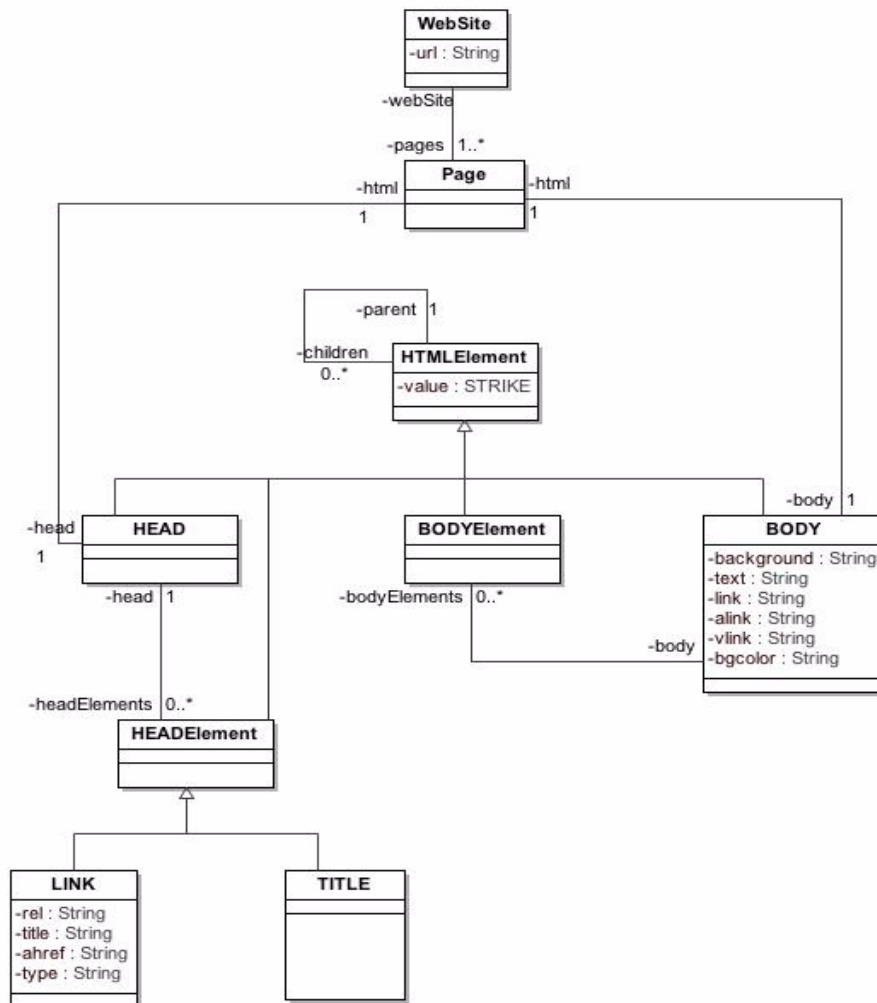 WebSite
-url : String
-webSite
-pages 1..*
Page
-html
1
-html
1
-parent 1
-children
0..*
HTMLElement
-value : STRIKE
-head
1
HEAD
-head 1
BODYElement
-bodyElements 0..*
-body 1
BODY
-background : String
-text : String
-link : String
-alink : String
-vlink : String
-bgcolor : String
-body
-headElements 0..*
HEADElement
LINK
-rel : String
-title : String
-ahref : String
-type : String
TITLE